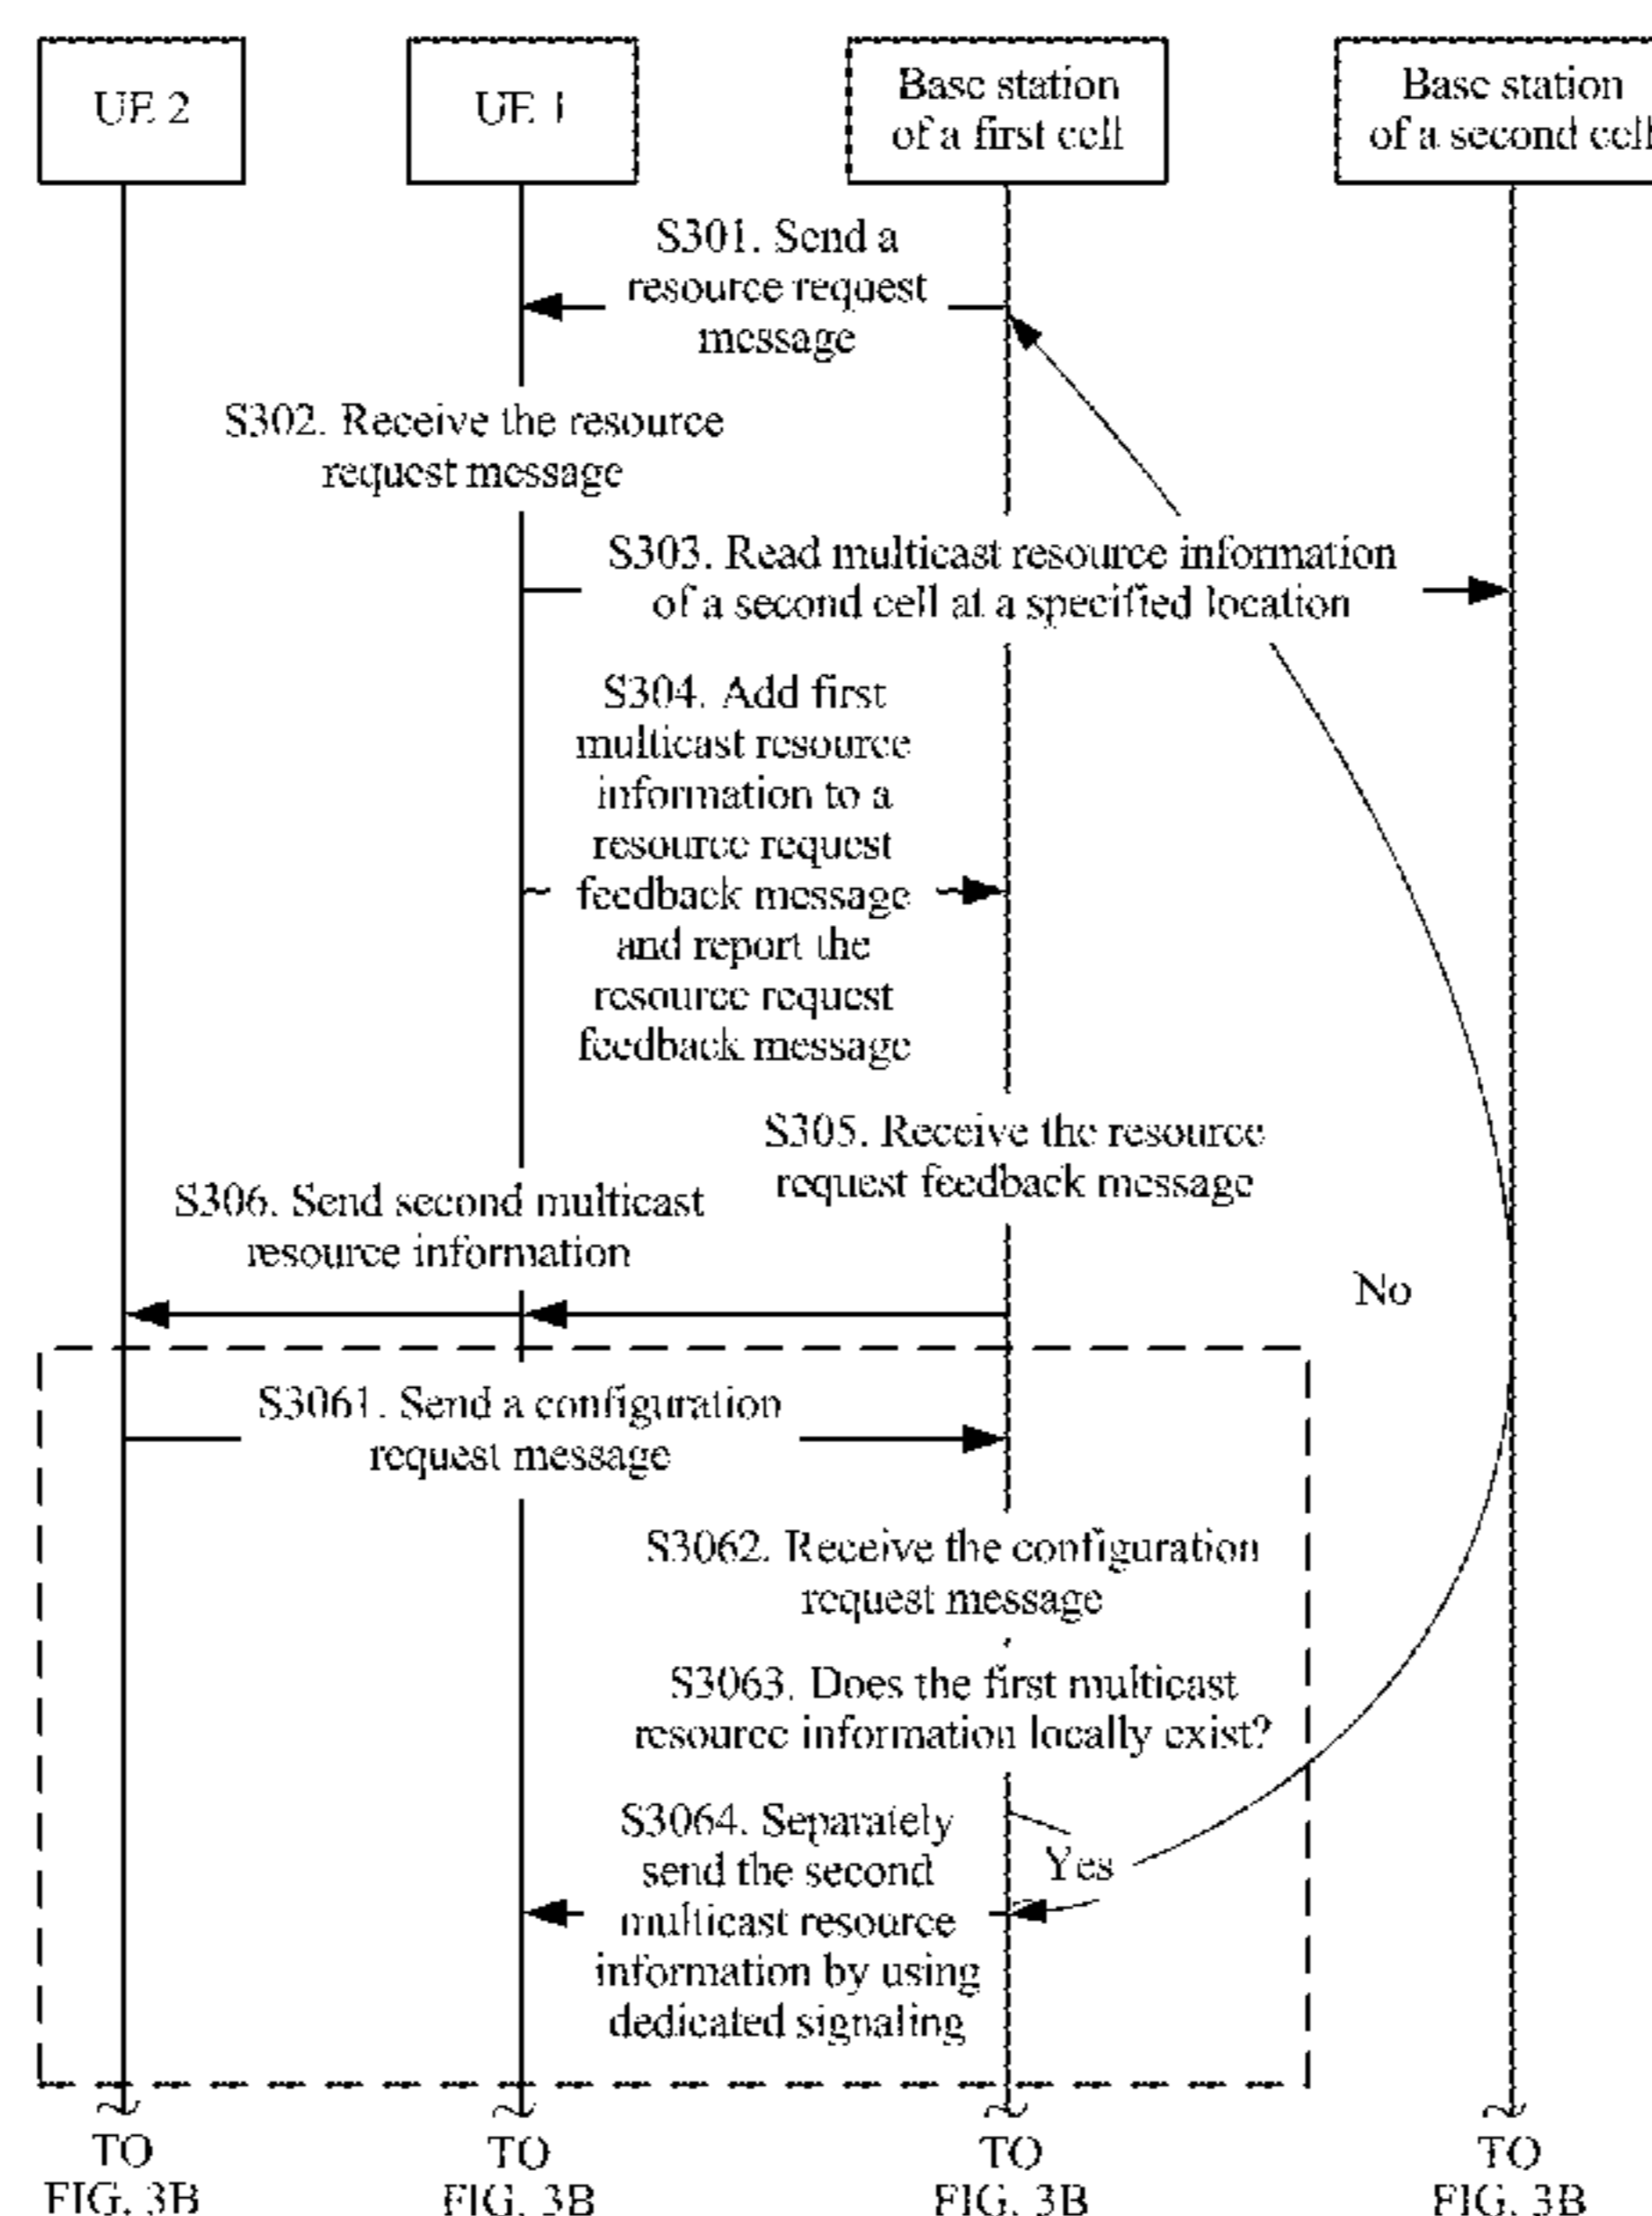 UE 2
UE 1
Base station
of a first cell
Base station
of a second cell
S301. Send a
resource request
message
S302. Receive the resource
request message
S303. Read multicast resource information
of a second cell at a specified location
S304. Add first
multicast resource
information to a
resource request
feedback message
and report the
resource request
feedback message
S305. Receive the resource
request feedback message
S306. Send second multicast
resource information
No
S3061. Send a configuration
request message
S3062. Receive the configuration
request message
S3063. Does the first multicast
resource information locally exist?
S3064. Separately
send the second
multicast resource
information by using
dedicated signaling
Yes
TO
FIG. 3B
TO
FIG. 3B
TO
FIG. 3B
TO
FIG. 3B